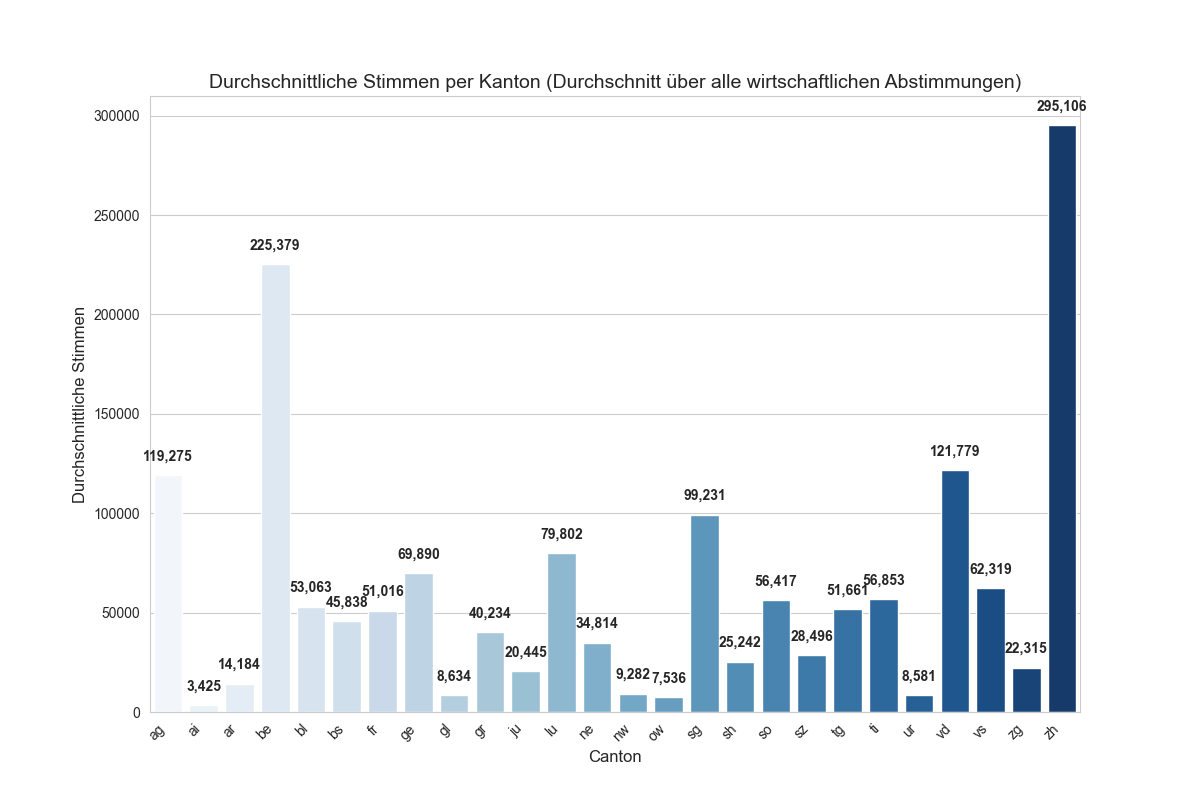 Durchschnittliche Stimmen per Kanton (Durchschnitt über alle wirtschaftlichen Abstimmungen)
Durchschnittliche Stimmen
300000
250000
200000
150000
100000
50000
0
119,275
3,425
14,184
225,379
53,063
45,838
51,016
69,890
8,634
40,234
20,445
79,802
34,814
9,282
7,536
99,231
25,242
56,417
28,496
51,661
56,853
8,581
121,779
62,319
22,315
295,106
ag
ai
ar
be
bl
bs
fr
ge
gl
gr
ju
lu
ne
nw
ow
sg
sh
so
sz
tg
ti
ur
vd
vs
zg
zh
Canton